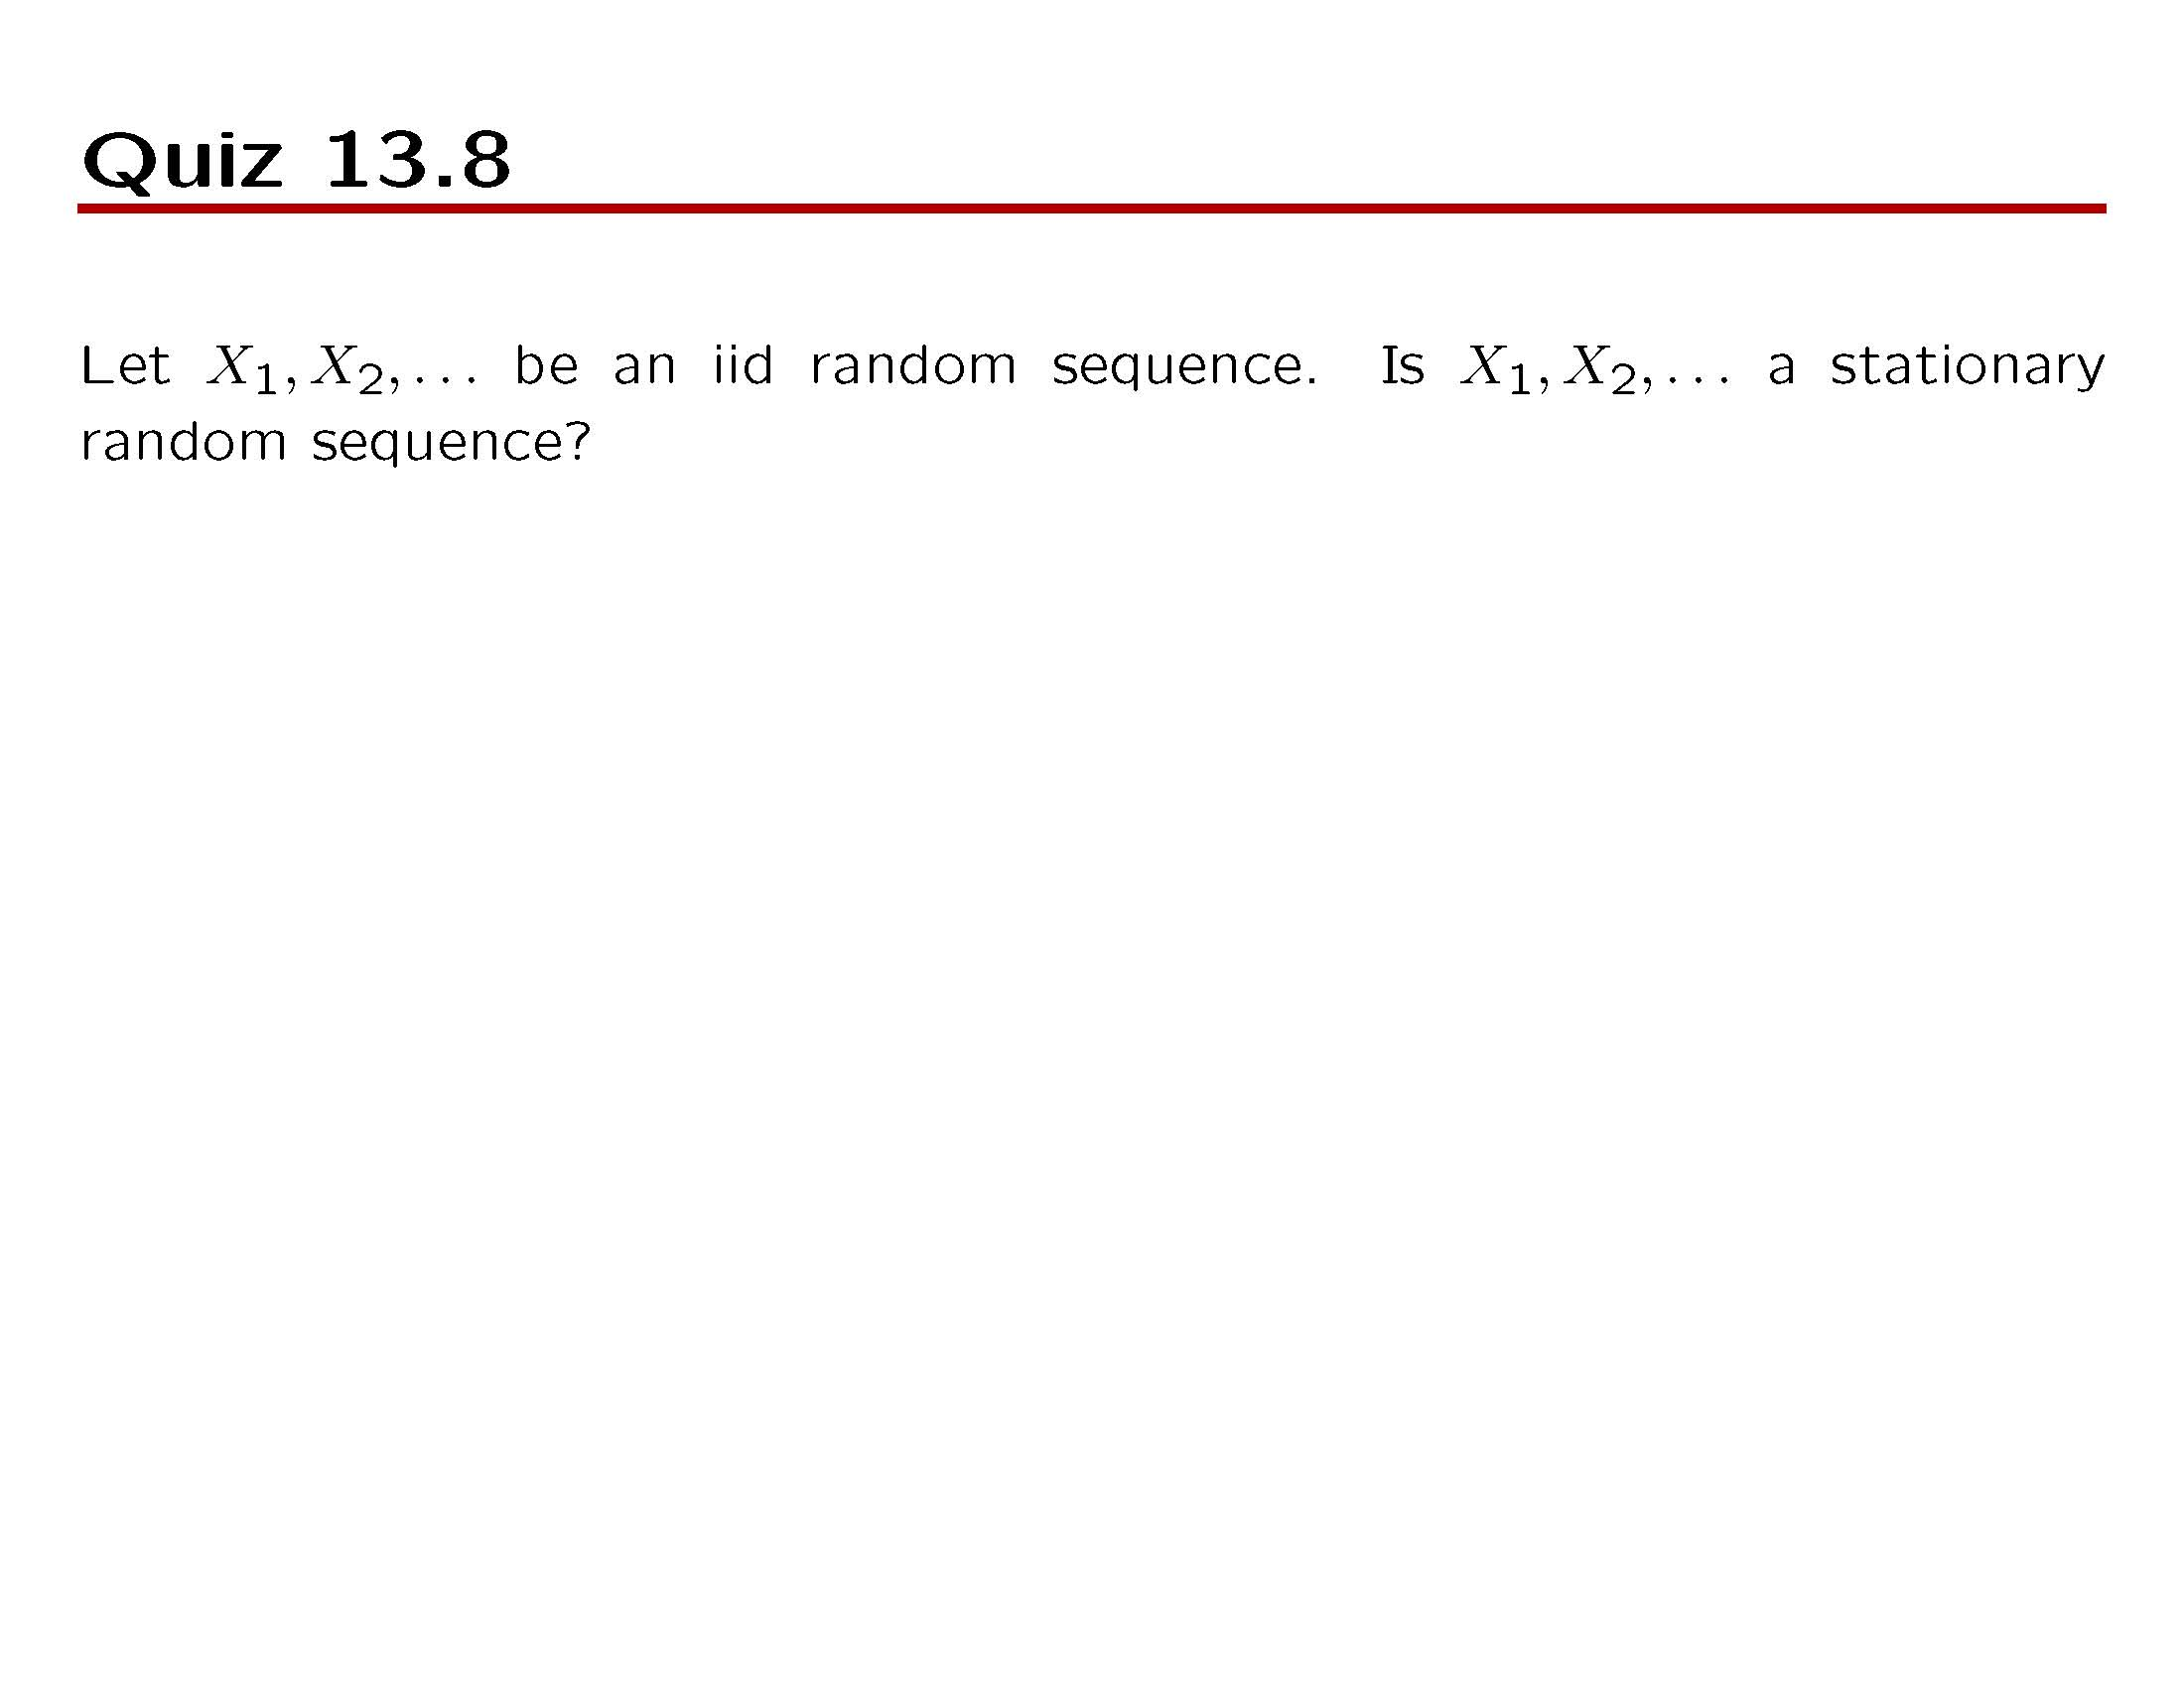 Quiz 13.8
Let X₁, X₂, . . . be an iid random sequence. Is X₁, X₂, . . . a stationary
random sequence?